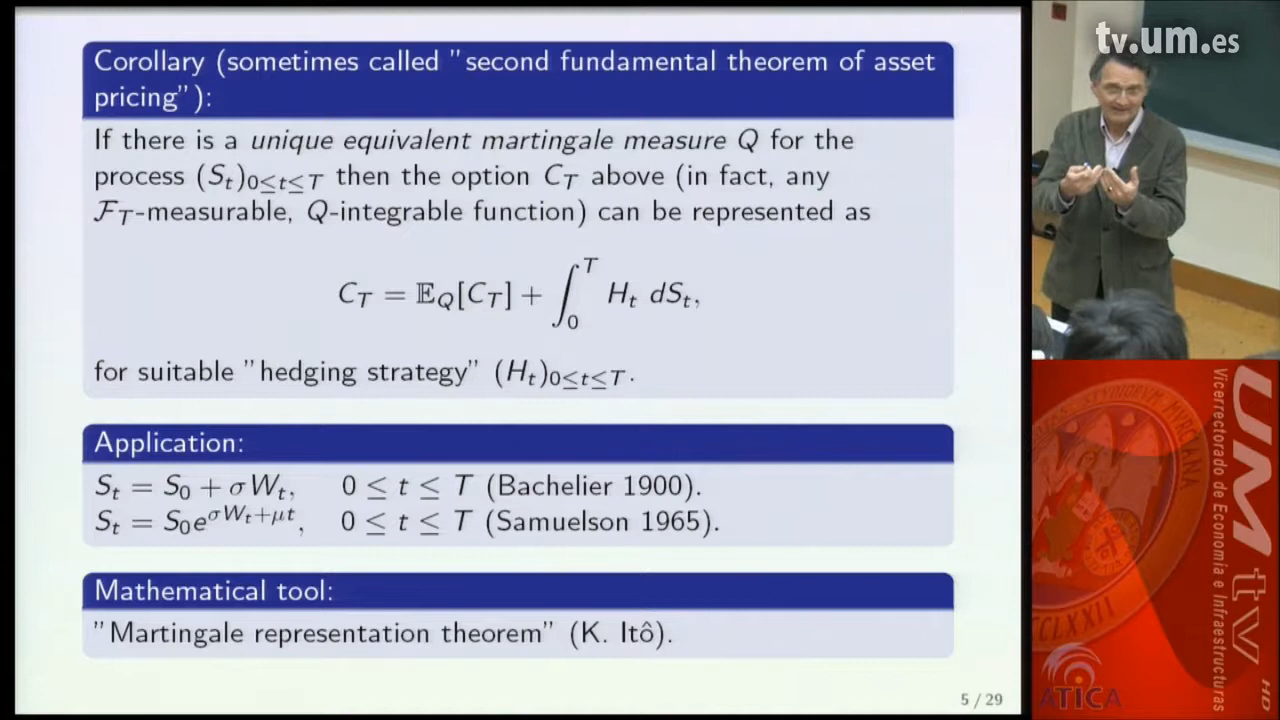 Corollary (sometimes called "second fundamental theorem of asset
pricing"):
If there is a unique equivalent martingale measure Q for the
process (S_t)_{0≤t≤T} then the option C_T above (in fact, any
ℱ_T-measurable, Q-integrable function) can be represented as
C_T = 𝔼_Q[C_T] + ∫_0^T H_t dS_t,
for suitable "hedging strategy" (H_t)_{0≤t≤T}.
Application:
S_t = S_0 + σW_t, 0 ≤ t ≤ T (Bachelier 1900).
S_t = S_0 e^{σW_t+μt}, 0 ≤ t ≤ T (Samuelson 1965).
Mathematical tool:
"Martingale representation theorem" (K. Itô).
5 / 29
tv.um.es
UMtv
HD
Vicerrectorado de Economía e Infraestructuras
ATICA